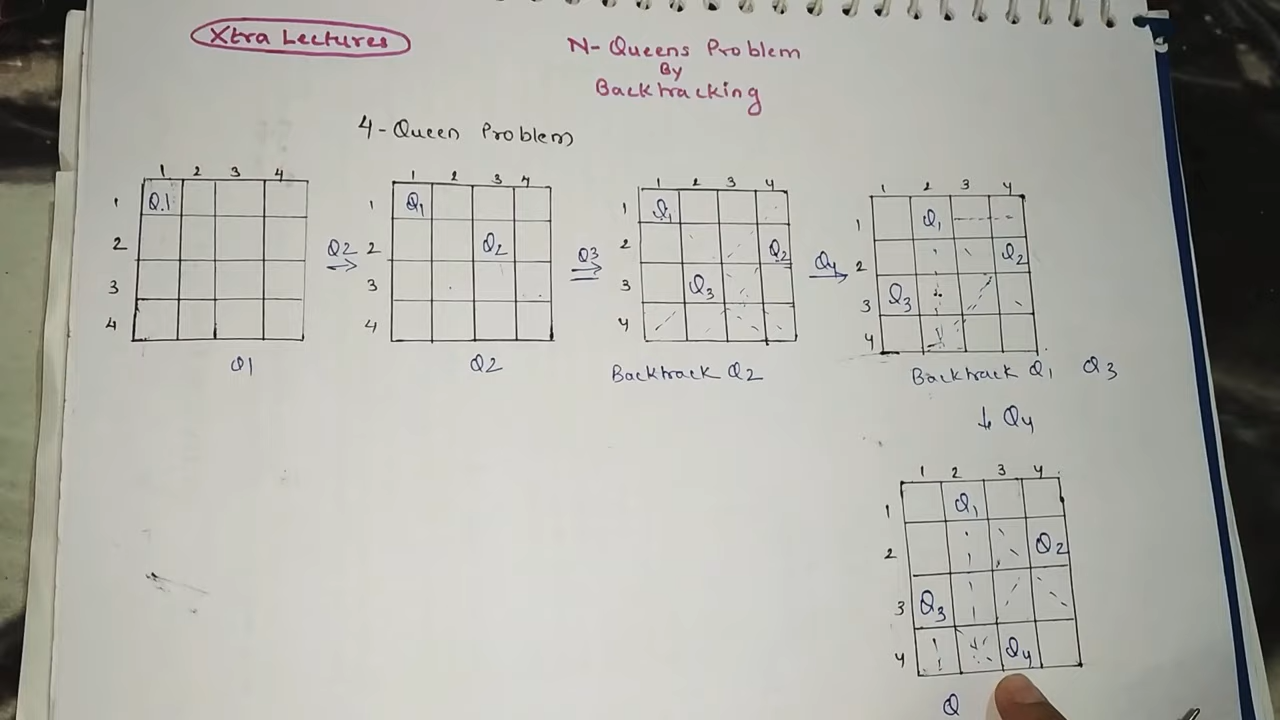 Xtra Lectures
N-Queens Problem
By
Backtracking
4-Queen Problem
1 2 3 4
1 Q1
2
3
4
Q1
Q2
1 2 3 4
1 Q1
2 Q2
3
4
Q2
Q3
1 2 3 4
1 Q1
2 Q2
3 Q3
4
Backtrack Q2
Q4
1 2 3 4
1 Q1
2 Q2
3 Q3
4
Backtrack Q1 Q3
Q4
1 2 3 4
1 Q1
2 Q2
3 Q3
4 Q4
Q